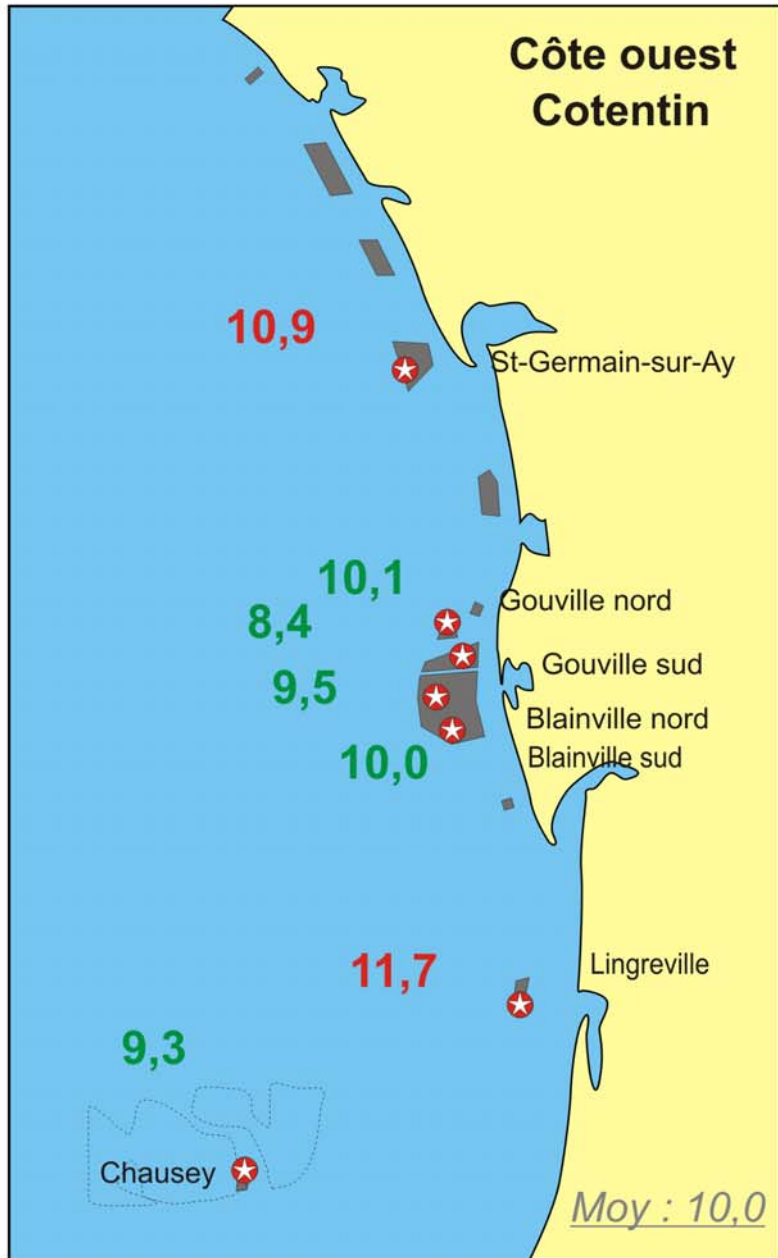 Côte ouest
Cotentin
10,9
St-Germain-sur-Ay
10,1
Gouville nord
8,4
Gouville sud
9,5
Blainville nord
10,0
Blainville sud
Lingreville
11,7
9,3
Chausey
Moy : 10,0